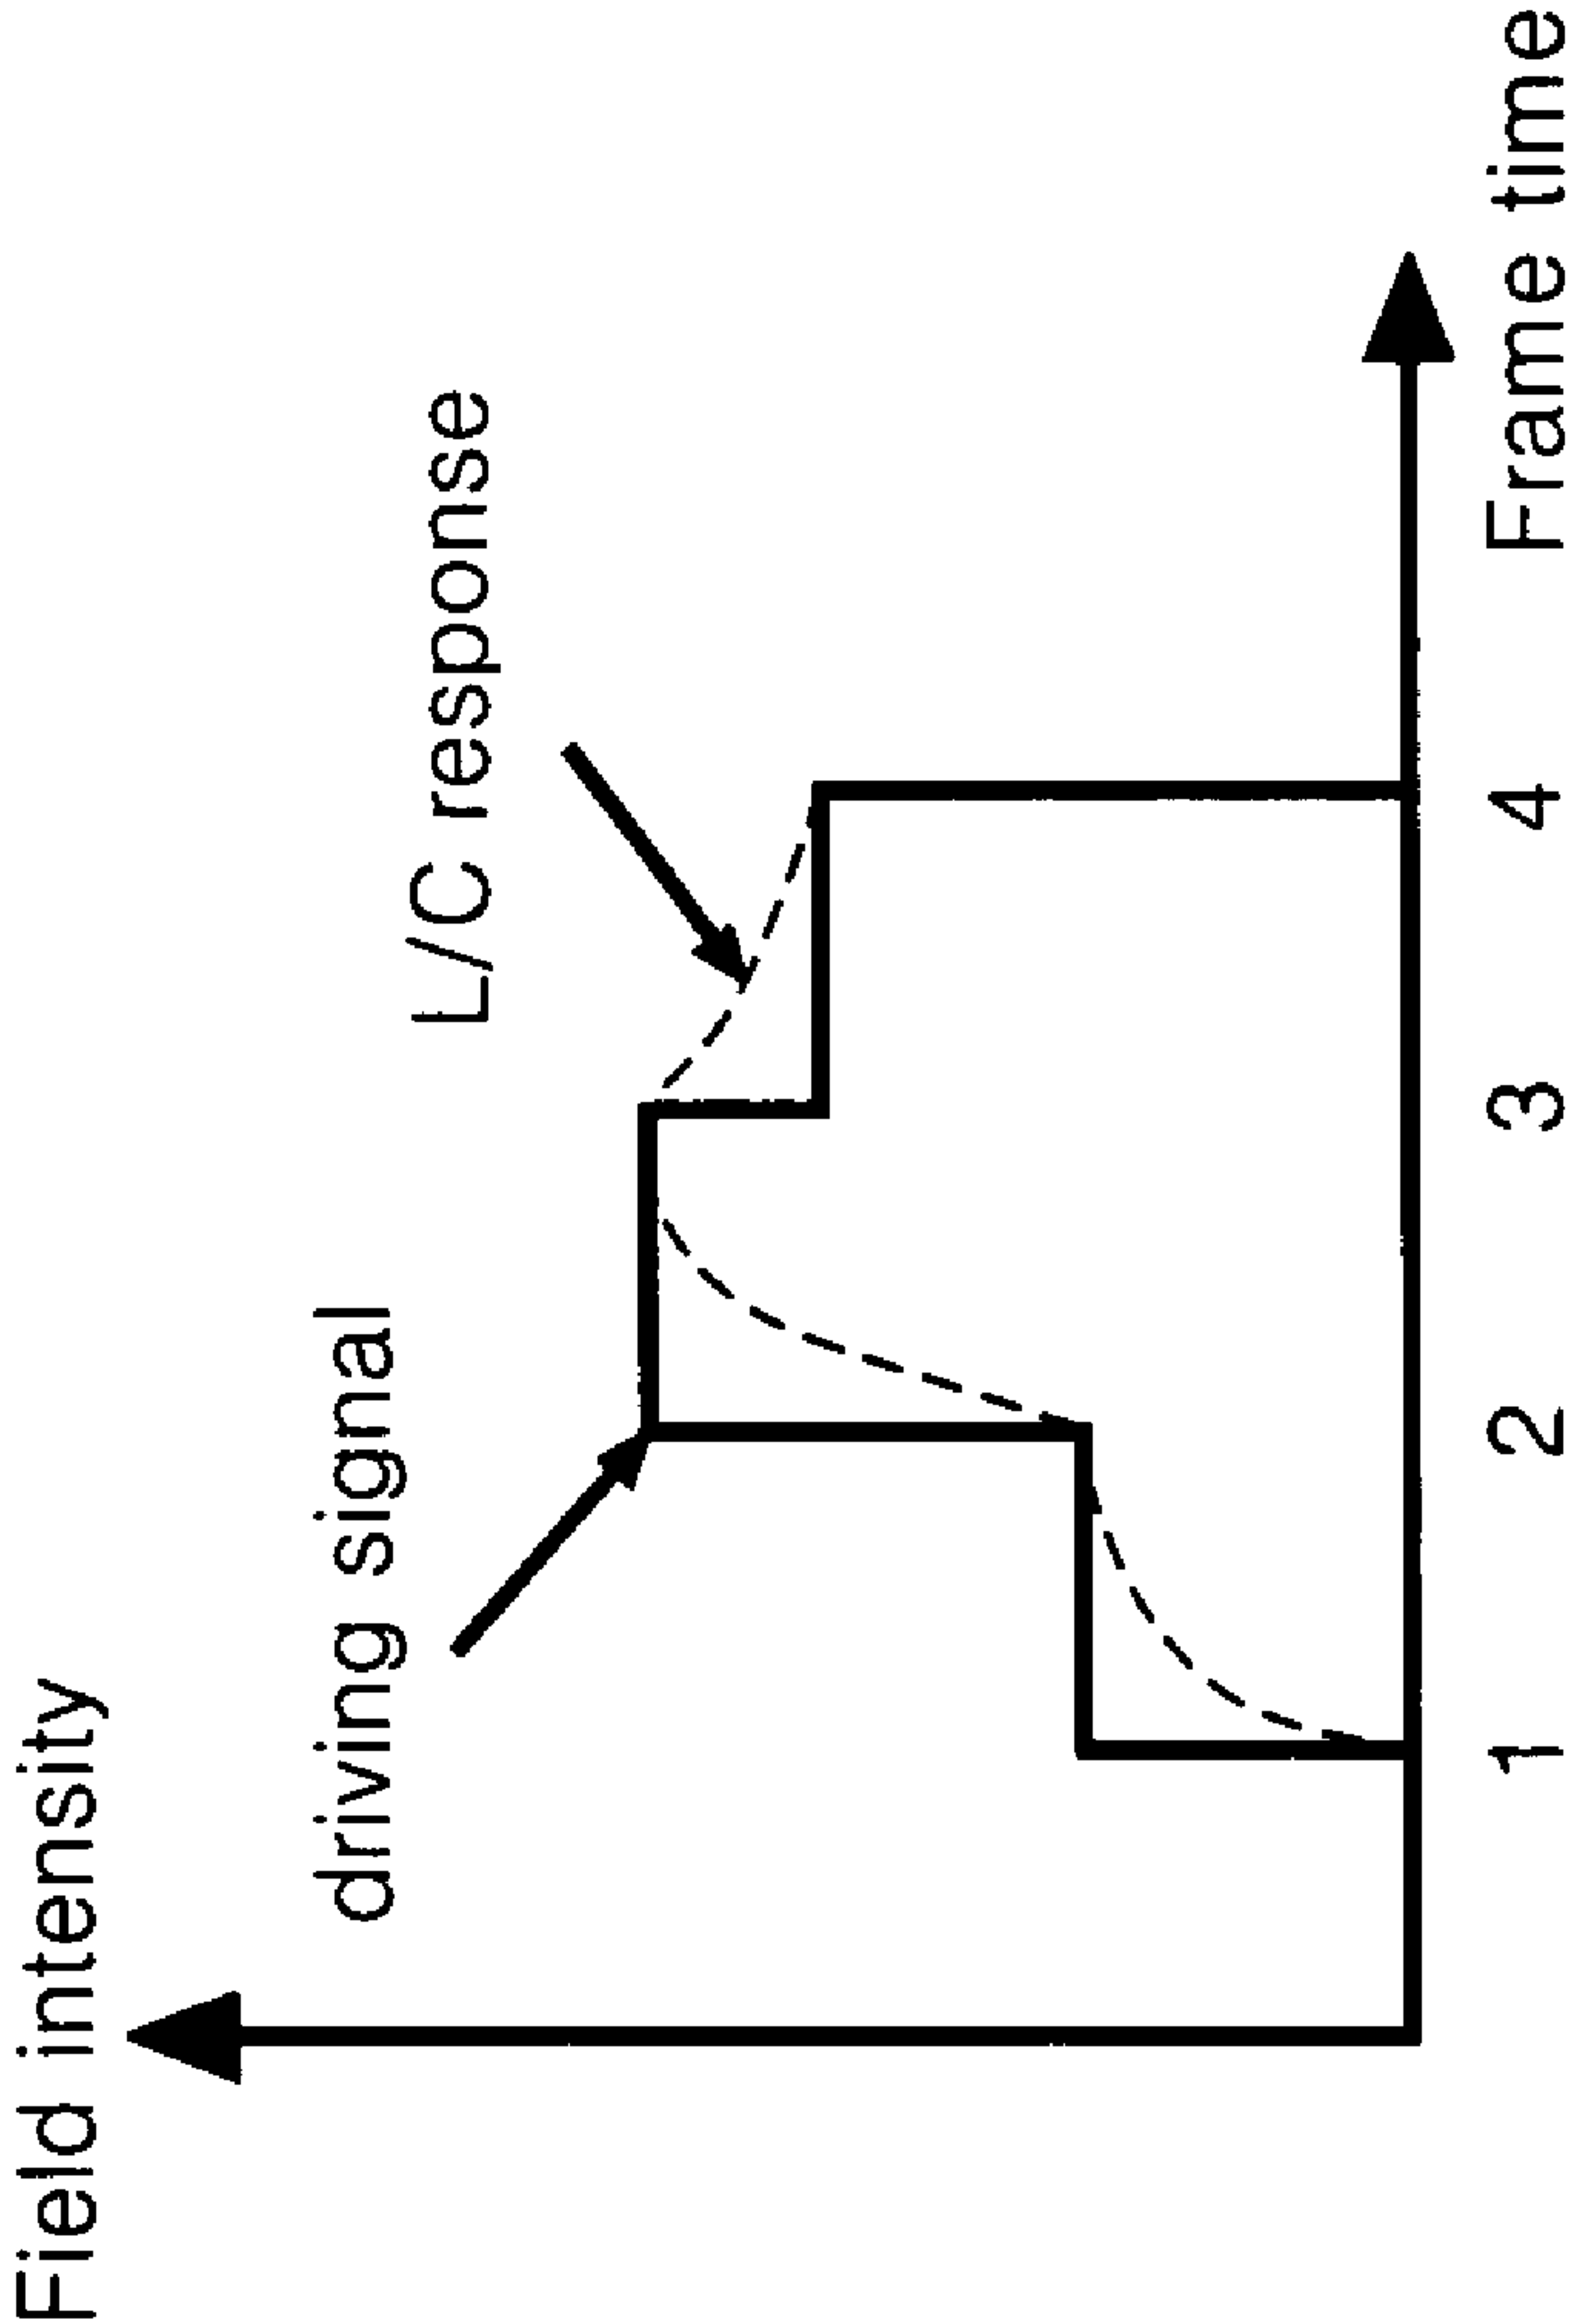 Field intensity
driving signal
L/C response
1 2 3 4
Frame time